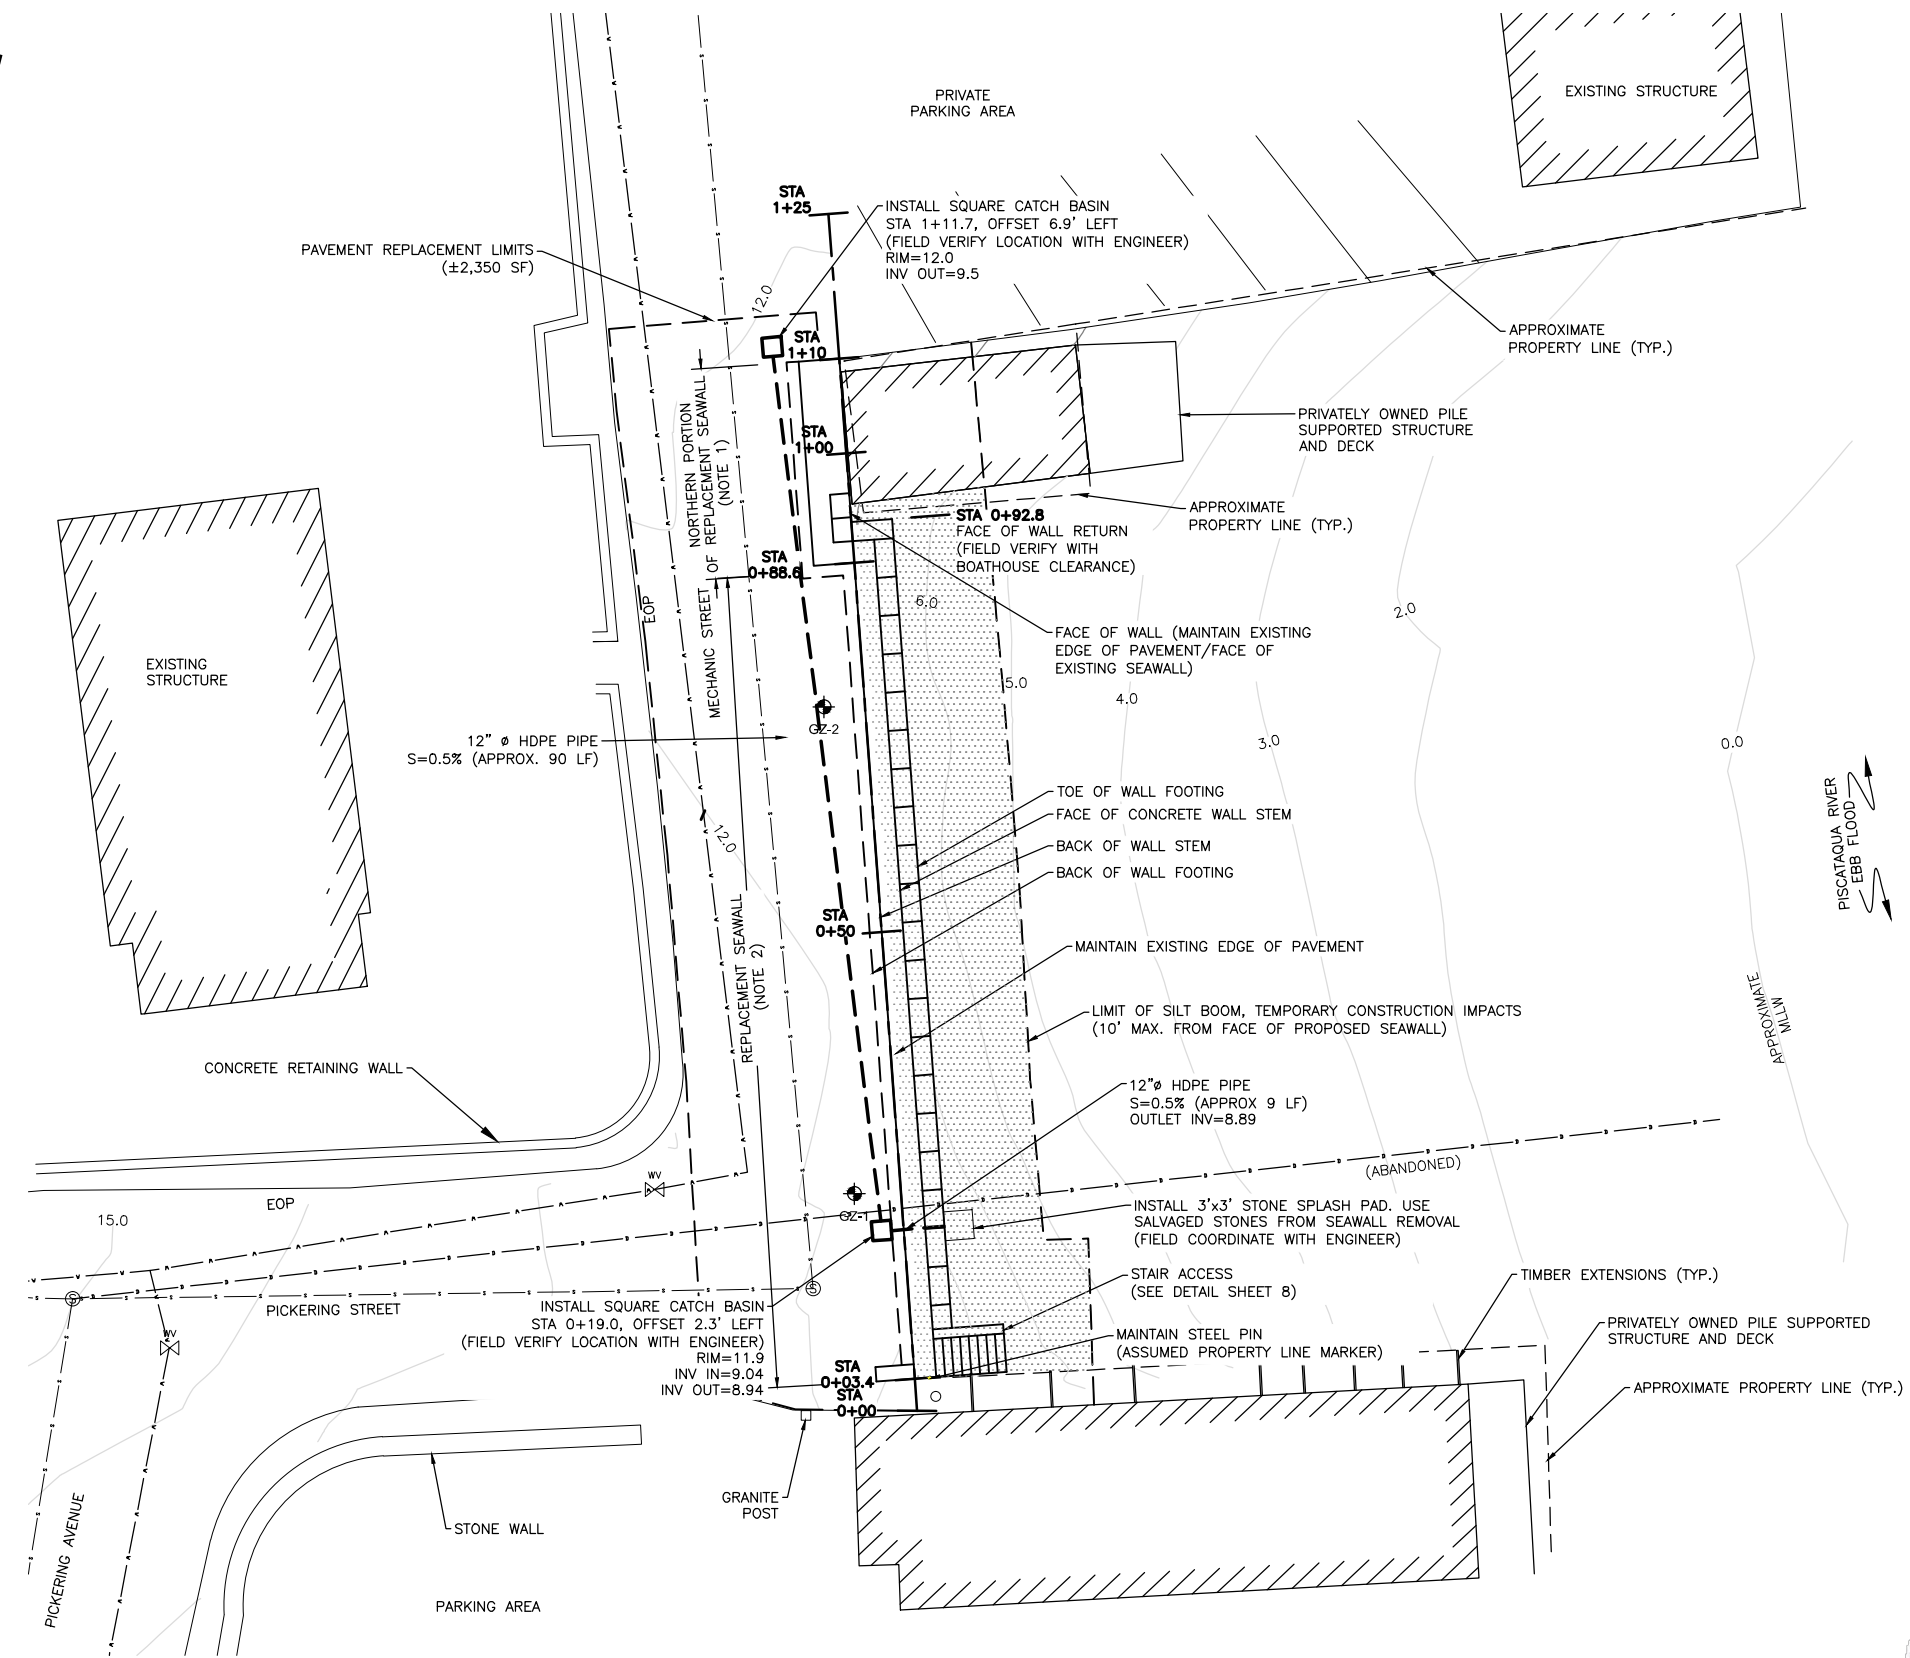 PRIVATE
PARKING AREA
EXISTING STRUCTURE
STA
1+25
INSTALL SQUARE CATCH BASIN
STA 1+11.7, OFFSET 6.9' LEFT
(FIELD VERIFY LOCATION WITH ENGINEER)
RIM=12.0
INV OUT=9.5
PAVEMENT REPLACEMENT LIMITS
(±2,350 SF)
12.0
STA
1+10
APPROXIMATE
PROPERTY LINE (TYP.)
NORTHERN PORTION
OF REPLACEMENT SEAWALL
(NOTE 1)
STA
1+00
PRIVATELY OWNED PILE
SUPPORTED STRUCTURE
AND DECK
APPROXIMATE
PROPERTY LINE (TYP.)
STA 0+92.8
FACE OF WALL RETURN
(FIELD VERIFY WITH
BOATHOUSE CLEARANCE)
STA
0+88.6
MECHANIC STREET
EOP
6.0
2.0
FACE OF WALL (MAINTAIN EXISTING
EDGE OF PAVEMENT/FACE OF
EXISTING SEAWALL)
EXISTING
STRUCTURE
5.0
4.0
3.0
0.0
GZ-2
12" ø HDPE PIPE
S=0.5% (APPROX. 90 LF)
12.0
TOE OF WALL FOOTING
FACE OF CONCRETE WALL STEM
BACK OF WALL STEM
BACK OF WALL FOOTING
PISCATAQUA RIVER
EBB FLOOD
STA
0+50
REPLACEMENT SEAWALL
(NOTE 2)
MAINTAIN EXISTING EDGE OF PAVEMENT
LIMIT OF SILT BOOM, TEMPORARY CONSTRUCTION IMPACTS
(10' MAX. FROM FACE OF PROPOSED SEAWALL)
APPROXIMATE
MLLW
CONCRETE RETAINING WALL
12"ø HDPE PIPE
S=0.5% (APPROX 9 LF)
OUTLET INV=8.89
(ABANDONED)
WV
EOP
15.0
GZ-1
INSTALL 3'x3' STONE SPLASH PAD. USE
SALVAGED STONES FROM SEAWALL REMOVAL
(FIELD COORDINATE WITH ENGINEER)
STAIR ACCESS
(SEE DETAIL SHEET 8)
TIMBER EXTENSIONS (TYP.)
S
S
PICKERING STREET
INSTALL SQUARE CATCH BASIN
STA 0+19.0, OFFSET 2.3' LEFT
(FIELD VERIFY LOCATION WITH ENGINEER)
RIM=11.9
INV IN=9.04
INV OUT=8.94
WV
MAINTAIN STEEL PIN
(ASSUMED PROPERTY LINE MARKER)
PRIVATELY OWNED PILE SUPPORTED
STRUCTURE AND DECK
STA
0+03.4
STA
0+00
APPROXIMATE PROPERTY LINE (TYP.)
GRANITE
POST
STONE WALL
PICKERING AVENUE
PARKING AREA